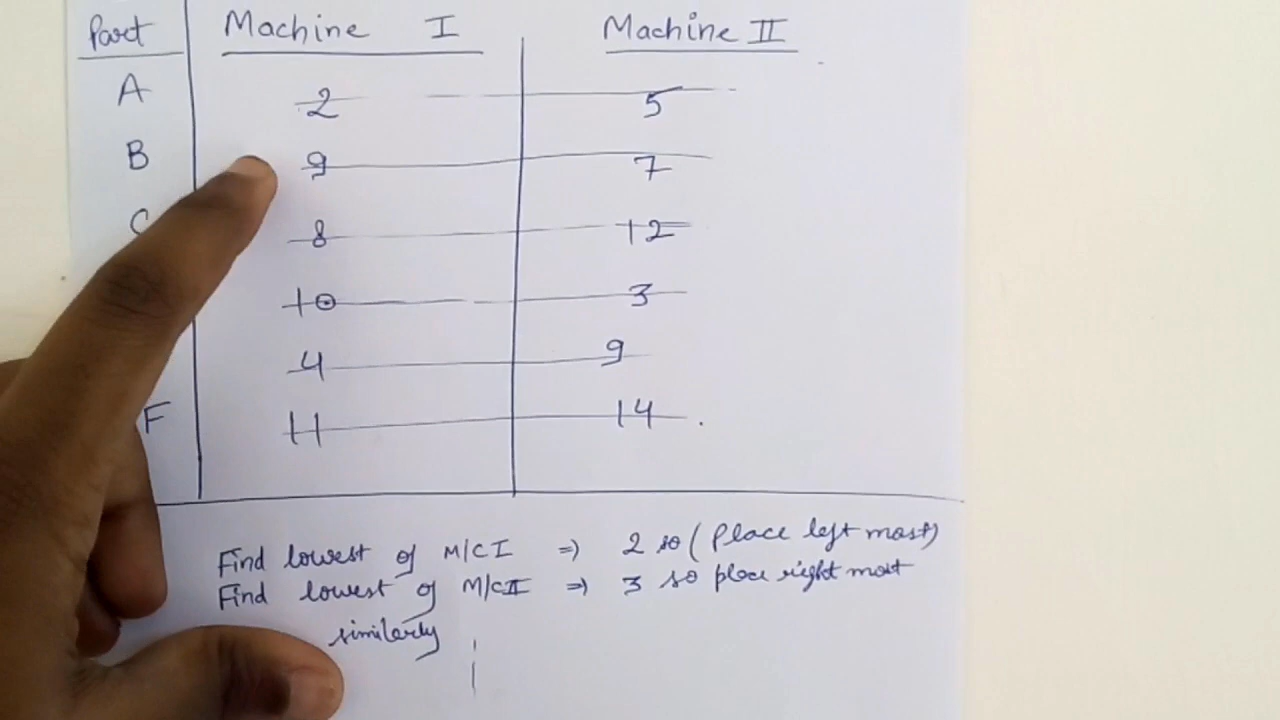 Part Machine I Machine II
A 2 5
B 9 7
C 8 12
10 3
4 9
F 11 14 .
Find lowest of M/C I => 2 so (Place left most)
Find lowest of M/C II => 3 so place right most
similarly